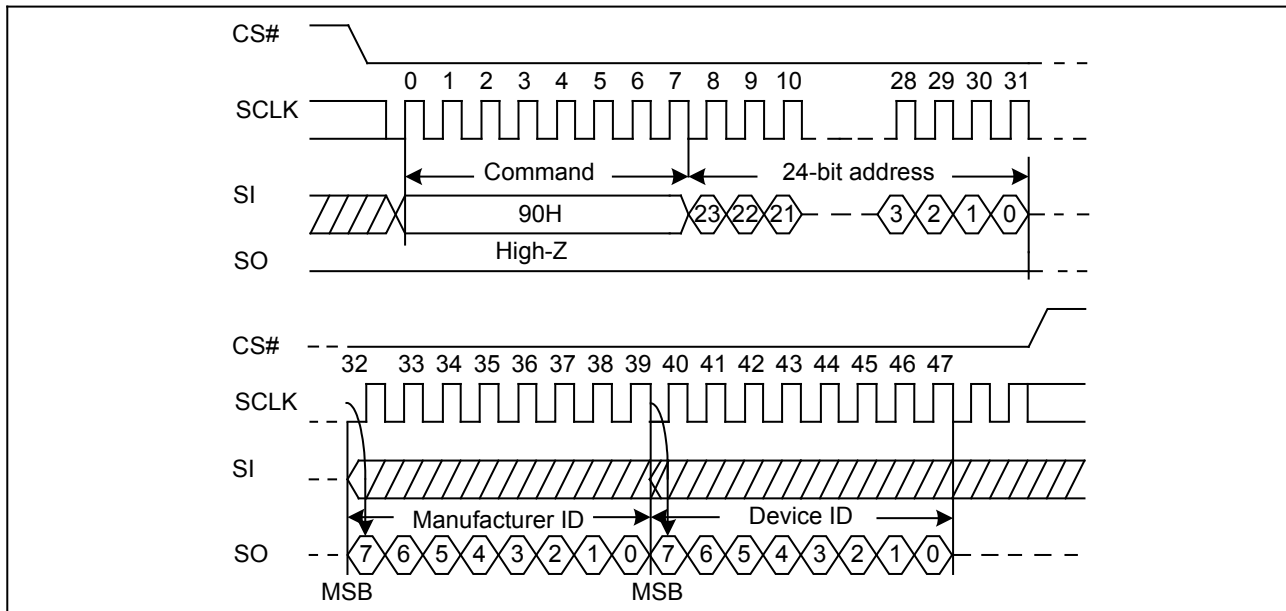 CS#
0 1 2 3 4 5 6 7 8 9 10 28 29 30 31
SCLK
Command 24-bit address
SI
90H 23 22 21 3 2 1 0
High-Z
SO
CS#
32 33 34 35 36 37 38 39 40 41 42 43 44 45 46 47
SCLK
SI
Manufacturer ID Device ID
SO 7 6 5 4 3 2 1 0 7 6 5 4 3 2 1 0
MSB MSB